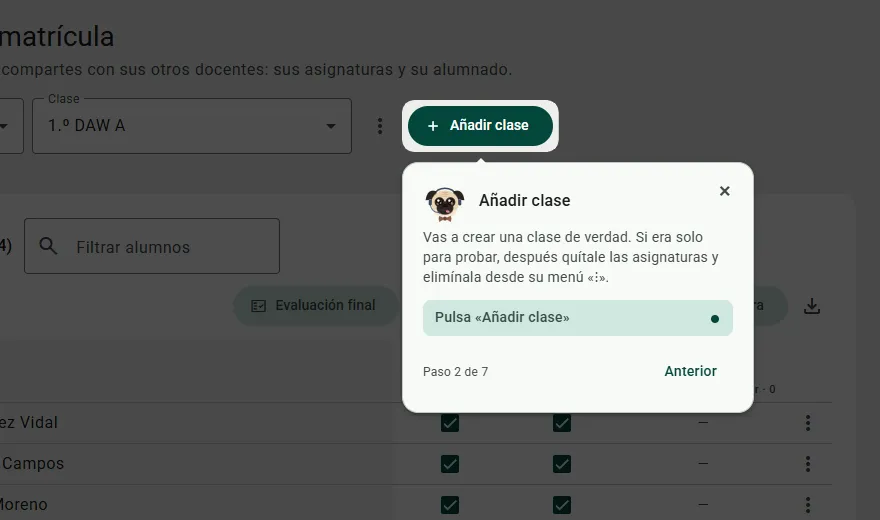 matrícula
compartes con sus otros docentes: sus asignaturas y su alumnado.
Clase
1.º DAW A
+ Añadir clase
Añadir clase
Vas a crear una clase de verdad. Si era solo
para probar, después quítale las asignaturas y
elimínala desde su menú «⋮».
Pulsa «Añadir clase»
Paso 2 de 7
Anterior
4)
Filtrar alumnos
Evaluación final
ra
r · 0
ez Vidal
–
Campos
–
Moreno
–